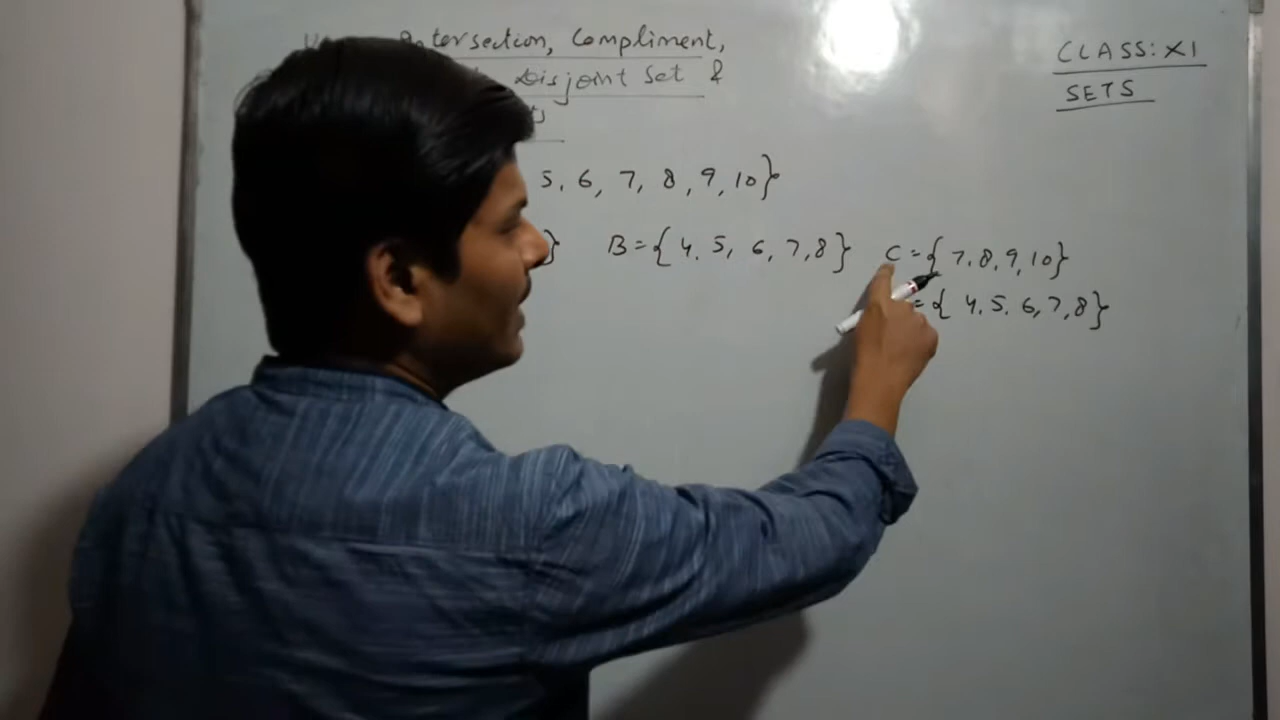 Intersection, Compliment,
Disjoint Set &
CLASS: XI
SETS
5, 6, 7, 8, 9, 10}
} B={4, 5, 6, 7, 8} C={7, 8, 9, 10}
={4, 5, 6, 7, 8}